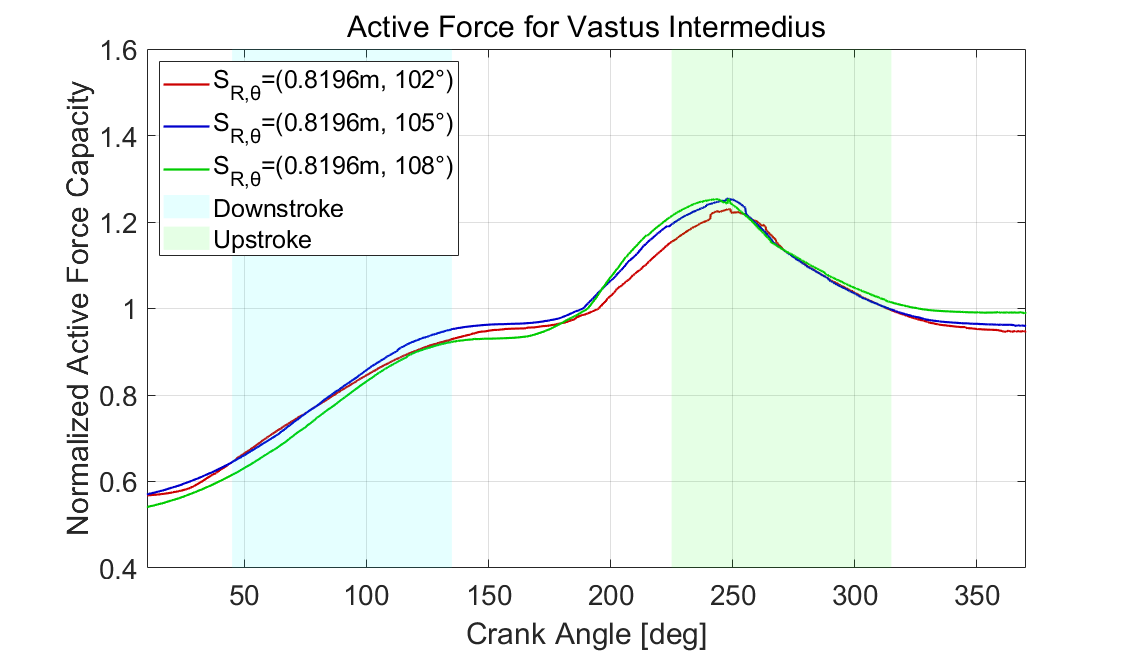 Active Force for Vastus Intermedius
1.6
1.4
1.2
1
0.8
0.6
0.4
Normalized Active Force Capacity
S_R,θ=(0.8196m, 102°)
S_R,θ=(0.8196m, 105°)
S_R,θ=(0.8196m, 108°)
Downstroke
Upstroke
50 100 150 200 250 300 350
Crank Angle [deg]